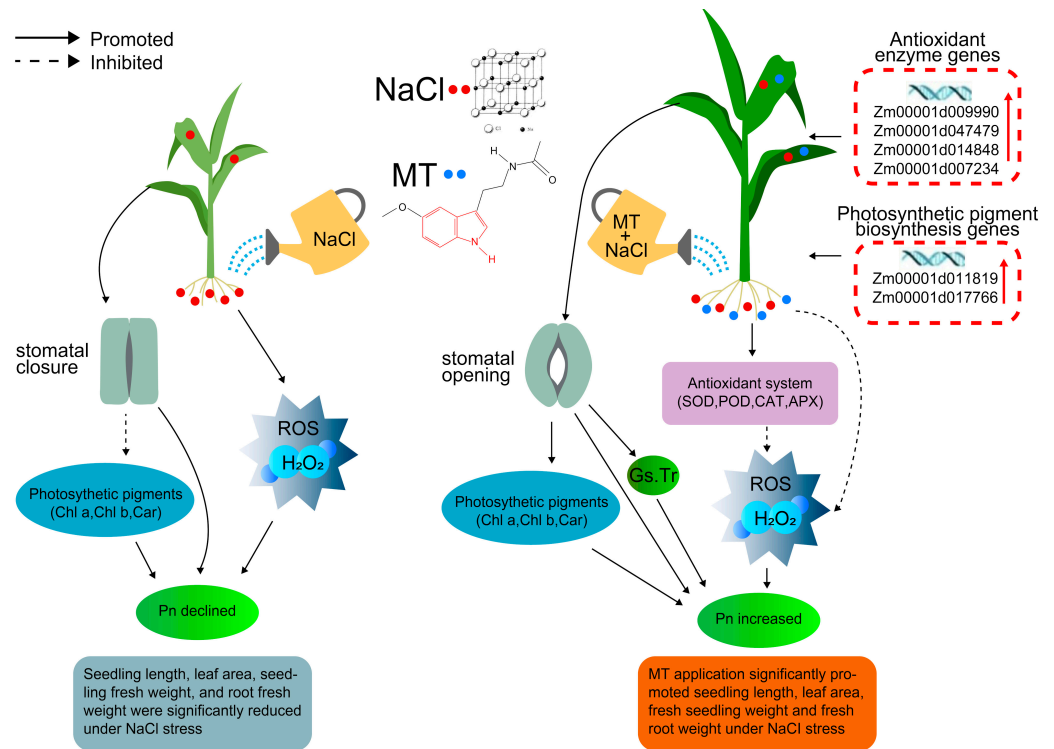 Promoted
Inhibited
NaCl
Cl
Na
MT
H
N
O
O
N
H
NaCl
stomatal
closure
ROS
H₂O₂
Photosythetic pigments
(Chl a,Chl b,Car)
Pn declined
Seedling length, leaf area, seed-
ling fresh weight, and root fresh
weight were significantly reduced
under NaCl stress
Antioxidant
enzyme genes
Zm00001d009990
Zm00001d047479
Zm00001d014848
Zm00001d007234
Photosynthetic pigment
biosynthesis genes
Zm00001d011819
Zm00001d017766
MT
+
NaCl
stomatal
opening
Antioxidant system
(SOD,POD,CAT,APX)
Gs.Tr
ROS
H₂O₂
Photosythetic pigments
(Chl a,Chl b,Car)
Pn increased
MT application significantly pro-
moted seedling length, leaf area,
fresh seedling weight and fresh
root weight under NaCl stress